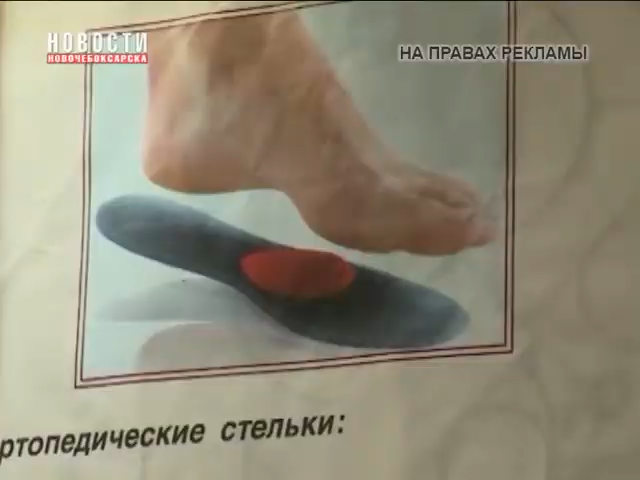 НОВОСТИ
НОВОЧЕБОКСАРСКА
НА ПРАВАХ РЕКЛАМЫ
ртопедические стельки: